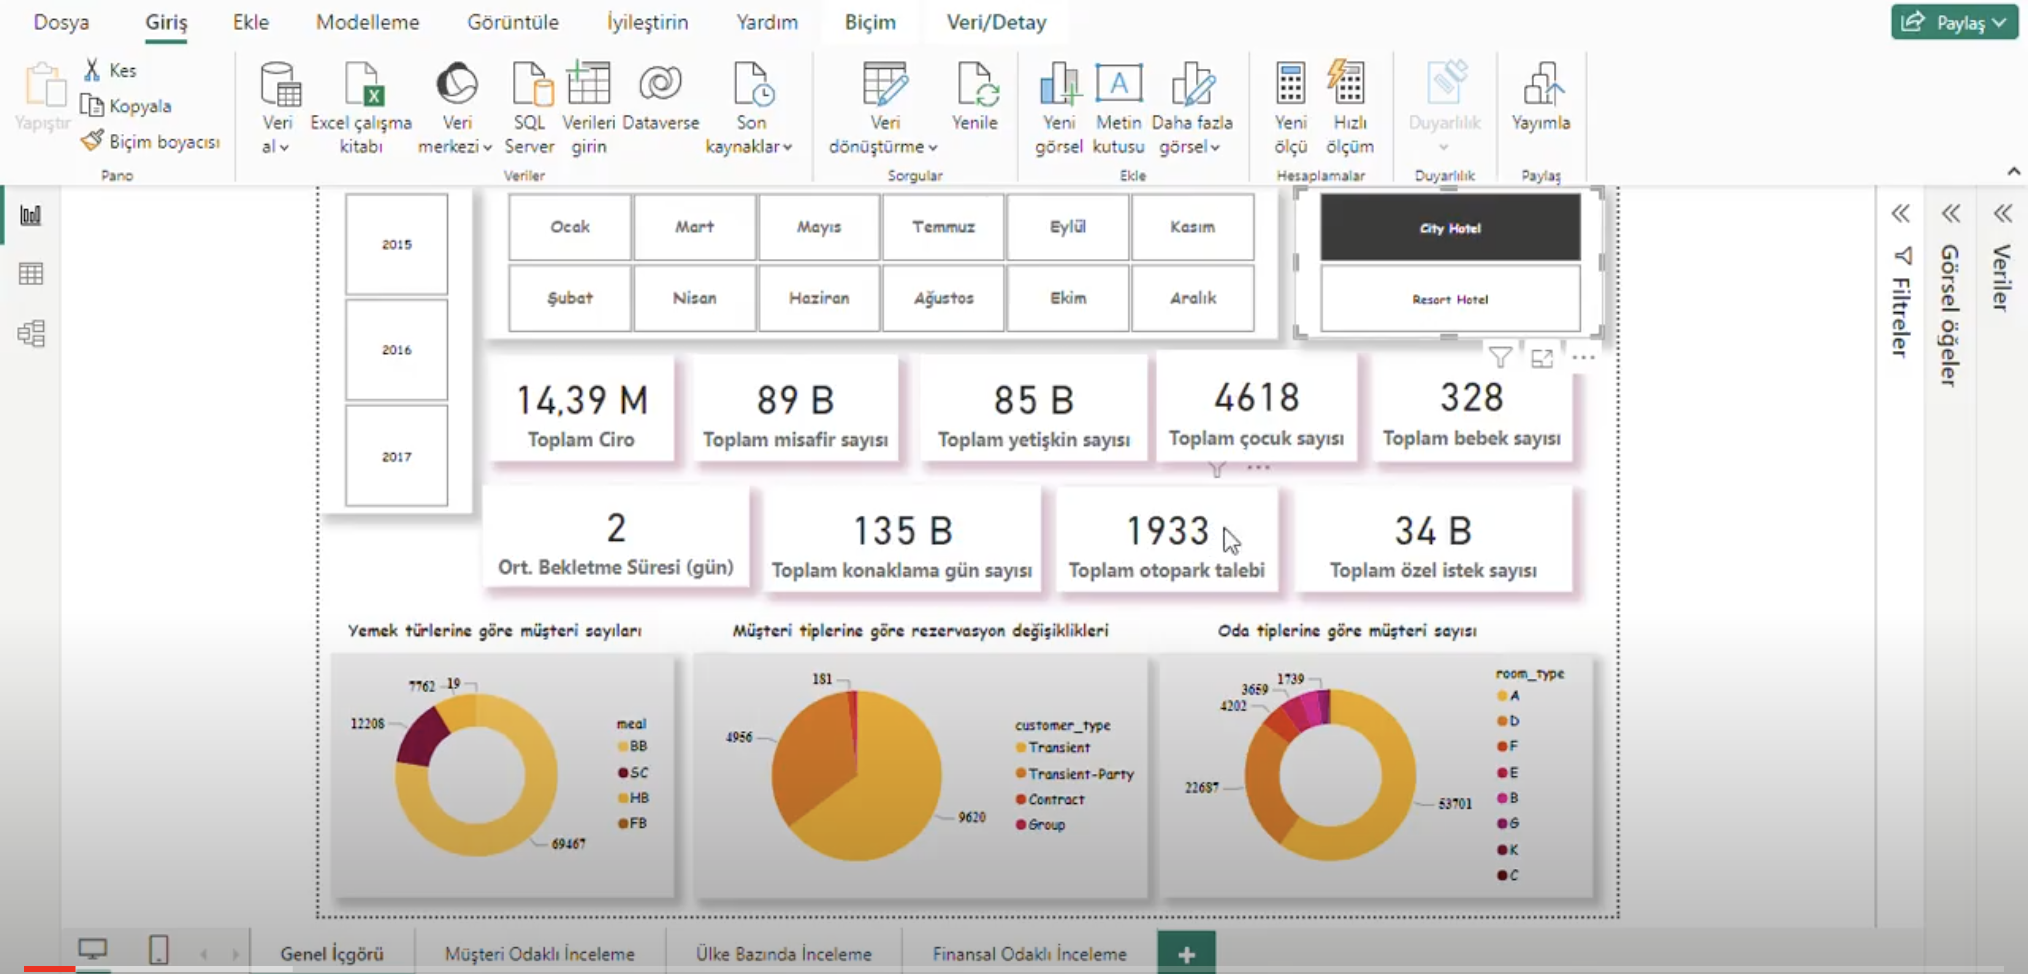 Dosya Giriş Ekle Modelleme Görüntüle İyileştirin Yardım Biçim Veri/Detay Paylaş
Yapıştır
Kes
Kopyala
Biçim boyacısı
Pano
Veri al
Excel çalışma kitabı
Veri merkezi
SQL Server
Verileri girin
Dataverse
Son kaynaklar
Veriler
Veri dönüştürme
Yenile
Sorgular
Yeni görsel
Metin kutusu
Daha fazla görsel
Ekle
Yeni ölçü
Hızlı ölçüm
Hesaplamalar
Duyarlılık
Duyarlılık
Yayımla
Paylaş
2015
2016
2017
Ocak Mart Mayıs Temmuz Eylül Kasım
Şubat Nisan Haziran Ağustos Ekim Aralık
City Hotel
Resort Hotel
Filtreler
Görsel öğeler
Veriler
14,39 M
Toplam Ciro
89 B
Toplam misafir sayısı
85 B
Toplam yetişkin sayısı
4618
Toplam çocuk sayısı
328
Toplam bebek sayısı
2
Ort. Bekletme Süresi (gün)
135 B
Toplam konaklama gün sayısı
1933
Toplam otopark talebi
34 B
Toplam özel istek sayısı
Yemek türlerine göre müşteri sayıları
7762 19
12208
69467
meal
BB
SC
HB
FB
Müşteri tiplerine göre rezervasyon değişiklikleri
181
4956
9620
customer_type
Transient
Transient-Party
Contract
Group
Oda tiplerine göre müşteri sayısı
1739
3659
4202
22687
53701
room_type
A
D
F
E
B
G
K
C
Genel İçgörü Müşteri Odaklı İnceleme Ülke Bazında İnceleme Finansal Odaklı İnceleme